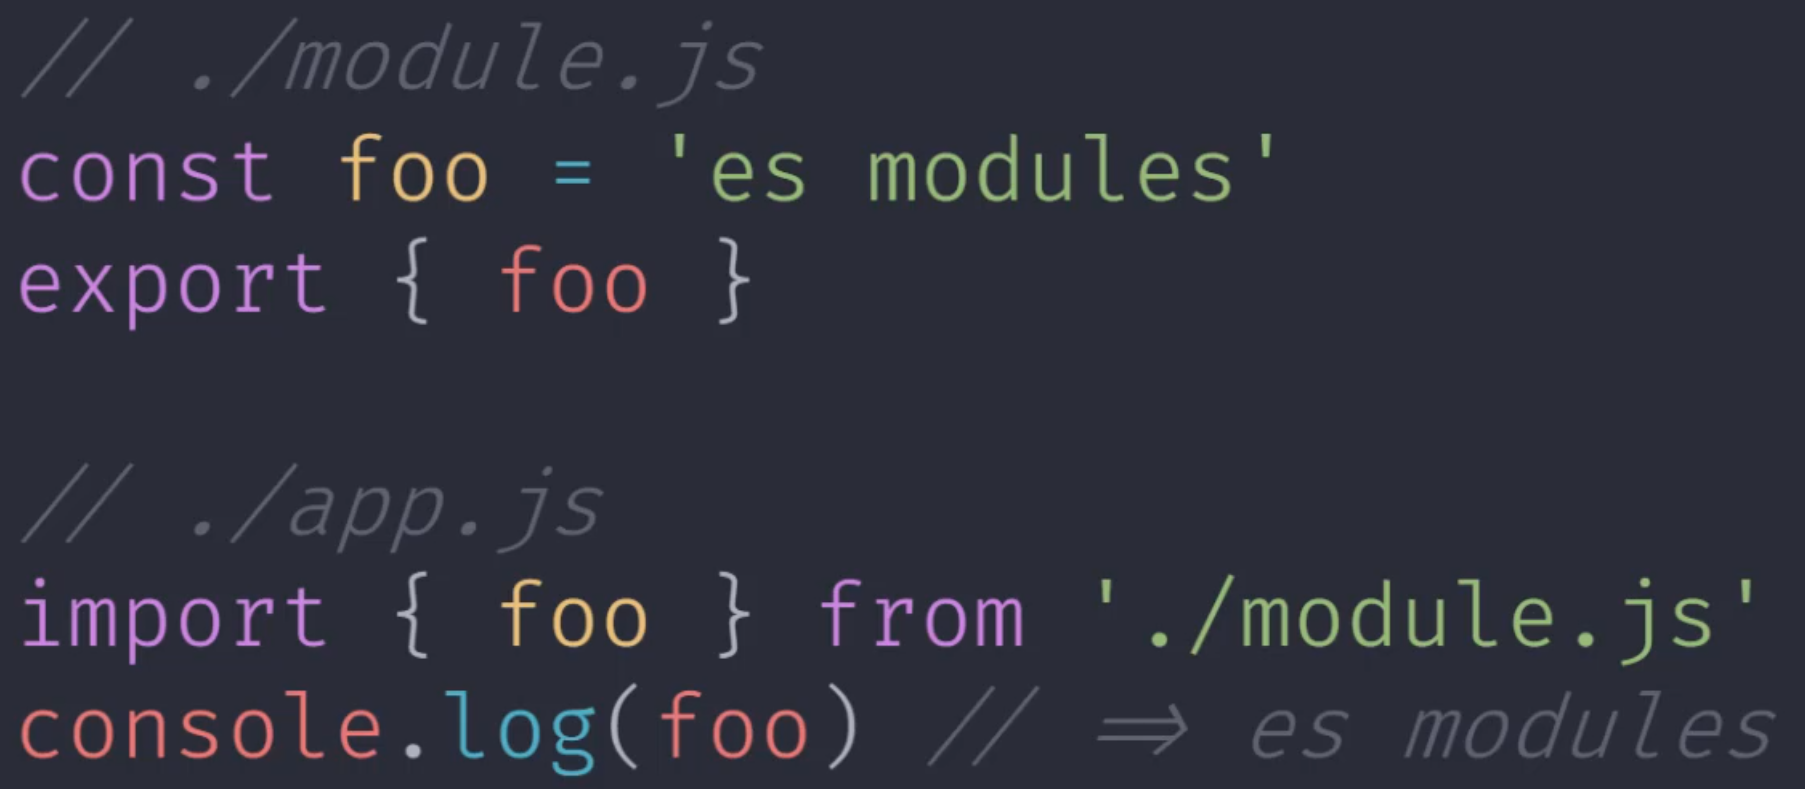 // ./module.js
const foo = 'es modules'
export { foo }
// ./app.js
import { foo } from './module.js'
console.log(foo) // => es modules